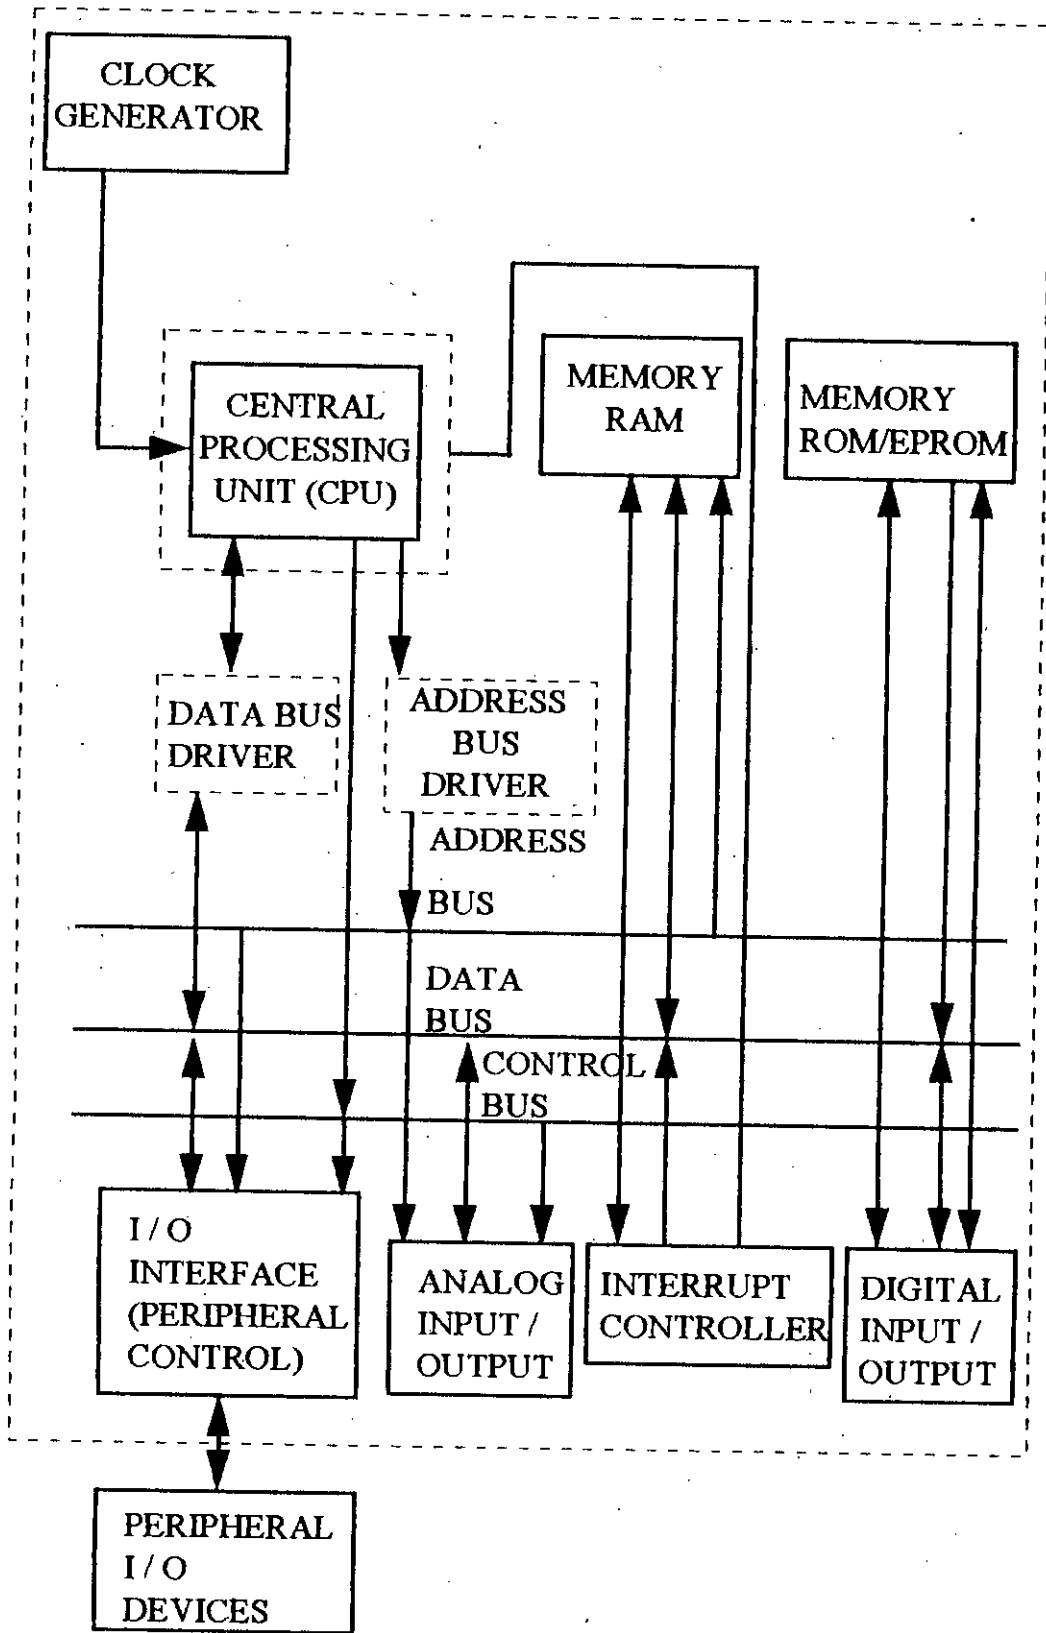 CLOCK
GENERATOR
CENTRAL
PROCESSING
UNIT (CPU)
MEMORY
RAM
MEMORY
ROM/EPROM
DATA BUS
DRIVER
ADDRESS
BUS
DRIVER
ADDRESS
BUS
DATA
BUS
CONTROL
BUS
I / O
INTERFACE
(PERIPHERAL
CONTROL)
ANALOG
INPUT /
OUTPUT
INTERRUPT
CONTROLLER
DIGITAL
INPUT /
OUTPUT
PERIPHERAL
I / O
DEVICES